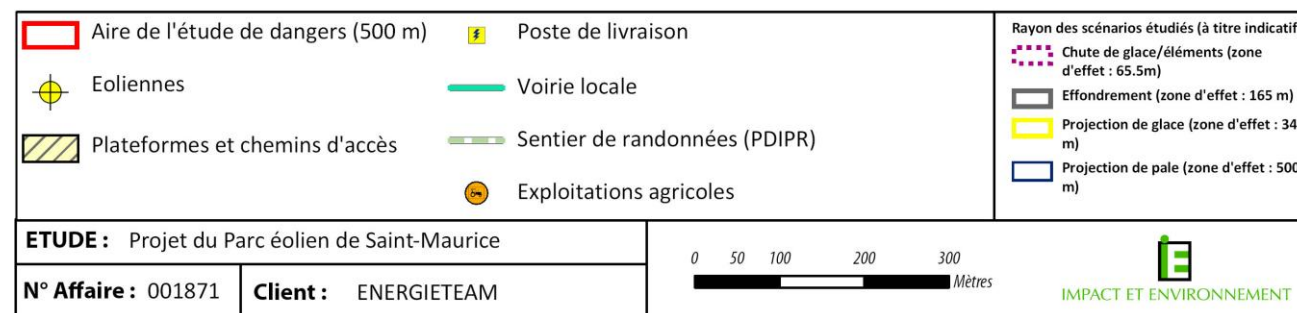 Aire de l'étude de dangers (500 m)
Eoliennes
Plateformes et chemins d'accès
Poste de livraison
Voirie locale
Sentier de randonnées (PDIPR)
Exploitations agricoles
Rayon des scénarios étudiés (à titre indicatif
Chute de glace/éléments (zone
d'effet : 65.5m)
Effondrement (zone d'effet : 165 m)
Projection de glace (zone d'effet : 34
m)
Projection de pale (zone d'effet : 500
m)
ETUDE : Projet du Parc éolien de Saint-Maurice
N° Affaire : 001871 Client : ENERGIETEAM
0 50 100 200 300
Mètres
IE
IMPACT ET ENVIRONNEMENT